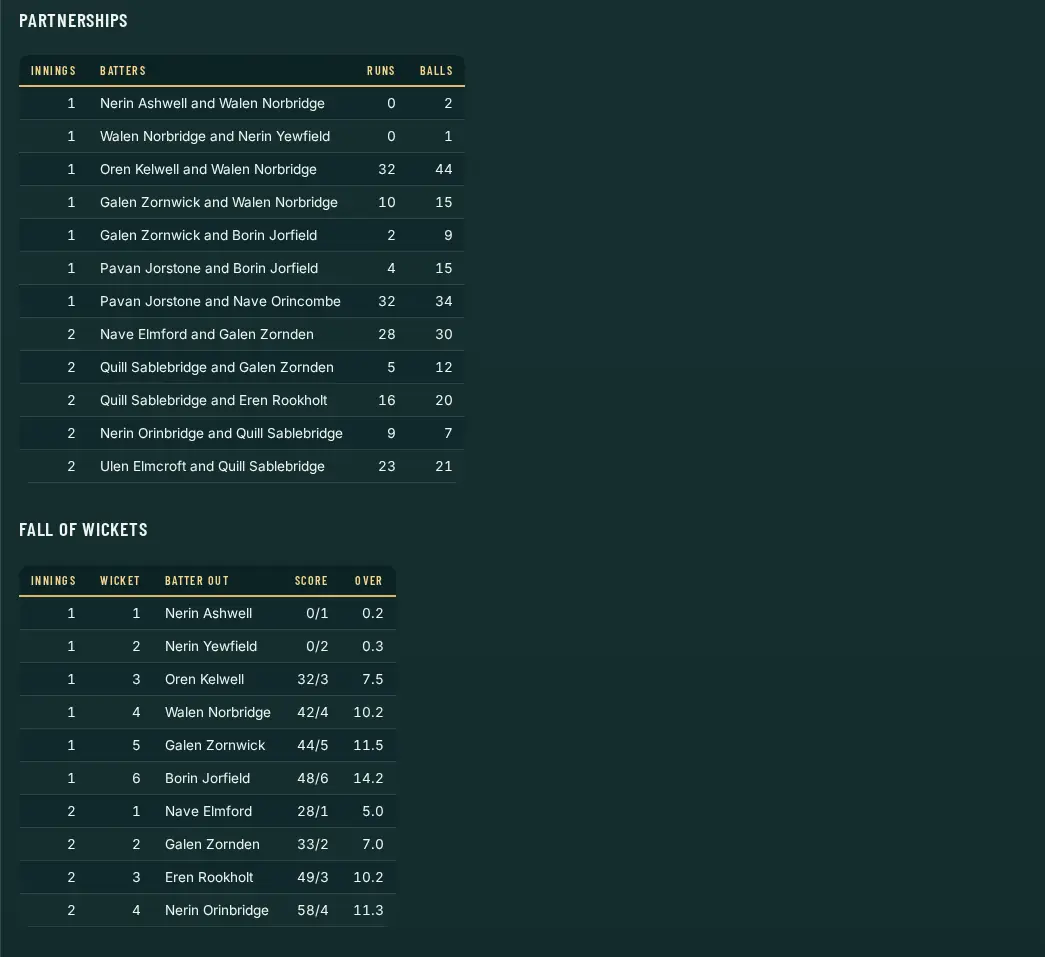 PARTNERSHIPS
INNINGS BATTERS RUNS BALLS
1 Nerin Ashwell and Walen Norbridge 0 2
1 Walen Norbridge and Nerin Yewfield 0 1
1 Oren Kelwell and Walen Norbridge 32 44
1 Galen Zornwick and Walen Norbridge 10 15
1 Galen Zornwick and Borin Jorfield 2 9
1 Pavan Jorstone and Borin Jorfield 4 15
1 Pavan Jorstone and Nave Orincombe 32 34
2 Nave Elmford and Galen Zornden 28 30
2 Quill Sablebridge and Galen Zornden 5 12
2 Quill Sablebridge and Eren Rookholt 16 20
2 Nerin Orinbridge and Quill Sablebridge 9 7
2 Ulen Elmcroft and Quill Sablebridge 23 21
FALL OF WICKETS
INNINGS WICKET BATTER OUT SCORE OVER
1 1 Nerin Ashwell 0/1 0.2
1 2 Nerin Yewfield 0/2 0.3
1 3 Oren Kelwell 32/3 7.5
1 4 Walen Norbridge 42/4 10.2
1 5 Galen Zornwick 44/5 11.5
1 6 Borin Jorfield 48/6 14.2
2 1 Nave Elmford 28/1 5.0
2 2 Galen Zornden 33/2 7.0
2 3 Eren Rookholt 49/3 10.2
2 4 Nerin Orinbridge 58/4 11.3